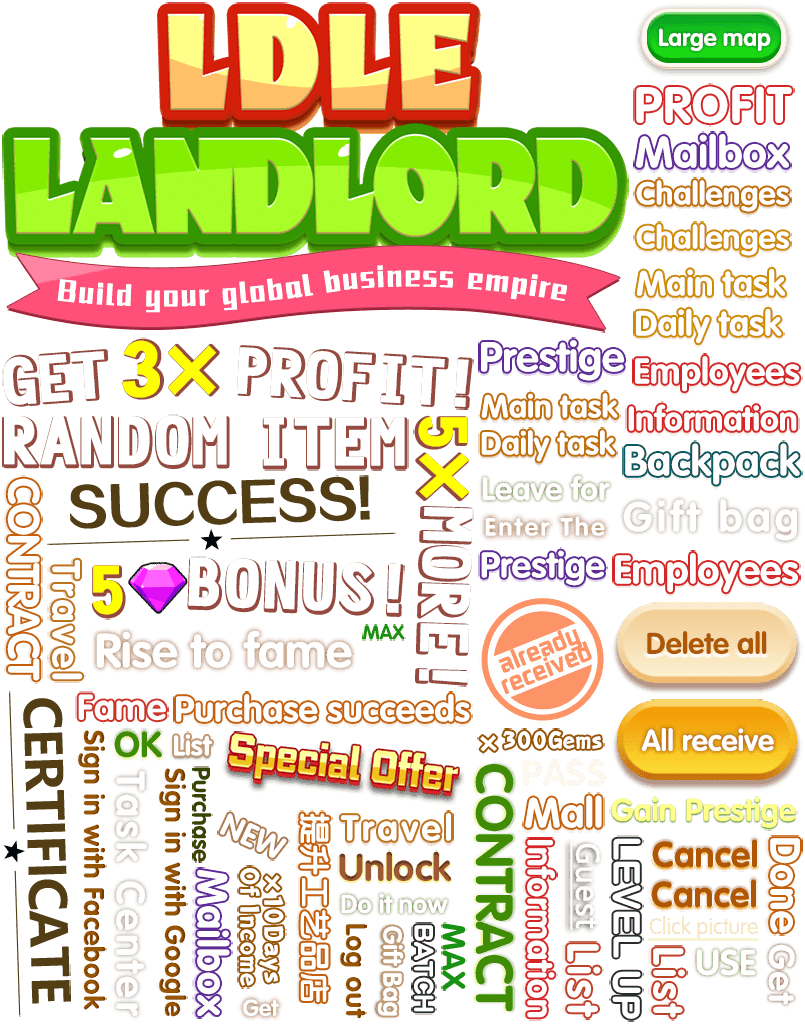 LDLE
LANDLORD
Build your global business empire
Large map
PROFIT
Mailbox
Challenges
Challenges
Main task
Daily task
GET 3× PROFIT!
RANDOM ITEM
5× MORE!
Prestige
Main task
Daily task
Leave for
Enter The
Prestige
Employees
Information
Backpack
Gift bag
Employees
CONTRACT
SUCCESS!
Travel
5 BONUS!
MAX
Rise to fame
already
received
Delete all
All receive
CERTIFICATE
Fame
Purchase succeeds
Sign in with Facebook
OK
List
Task Center
Sign in with Google
Purchase
Special Offer
×300Gems
PASS
CONTRACT
Mall
Gain Prestige
NEW
Mailbox
×10Days
Of Income
Get
提升工艺品店
Travel
Unlock
Do it now
Log out
Gift Bag
BATCH
MAX
Information
Guest
List
LEVEL UP
Cancel
Cancel
Click picture
List
USE
Done
Get